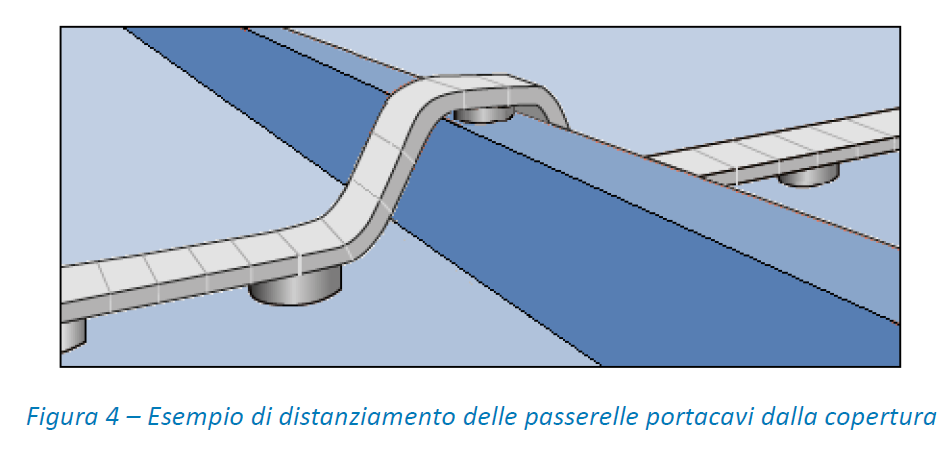 Figura 4 – Esempio di distanziamento delle passerelle portacavi dalla copertura